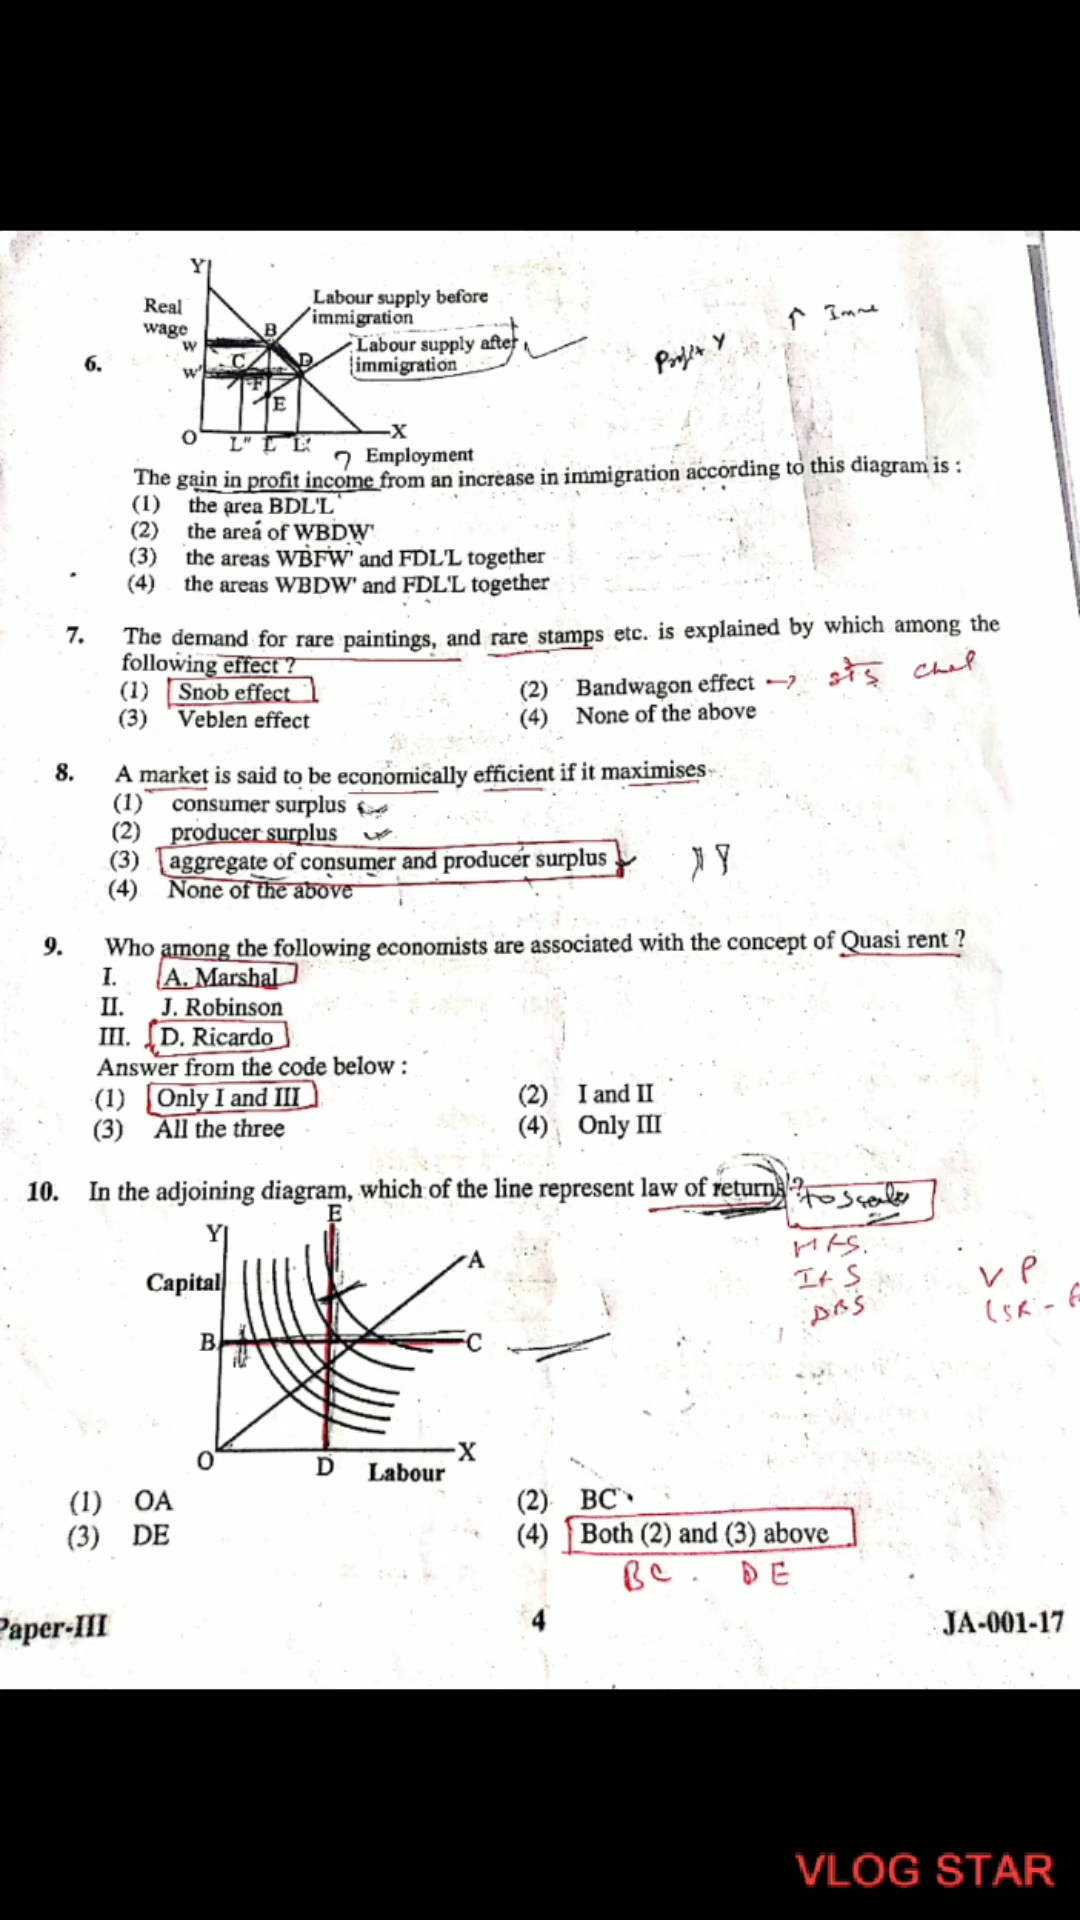 Y
Real
wage
W
W'
B
C
D
F
E
Labour supply before
immigration
Labour supply after
immigration
6.
O
L" L L'
X
Employment
Profit Y
↑ Imm
The gain in profit income from an increase in immigration according to this diagram is :
(1) the area BDL'L
(2) the area of WBDW'
(3) the areas WBFW' and FDL'L together
(4) the areas WBDW' and FDL'L together
7. The demand for rare paintings, and rare stamps etc. is explained by which among the
following effect ?
(1) Snob effect (2) Bandwagon effect →
(3) Veblen effect (4) None of the above
8. A market is said to be economically efficient if it maximises
(1) consumer surplus
(2) producer surplus
(3) aggregate of consumer and producer surplus
(4) None of the above
9. Who among the following economists are associated with the concept of Quasi rent ?
I. A. Marshal
II. J. Robinson
III. D. Ricardo
Answer from the code below :
(1) Only I and III (2) I and II
(3) All the three (4) Only III
10. In the adjoining diagram, which of the line represent law of returns ? to scale
E
Y
A
Capital
B
C
O
D
Labour
X
V P
(1) OA (2) BC
(3) DE (4) Both (2) and (3) above
BC . DE
Paper-III 4 JA-001-17
VLOG STAR